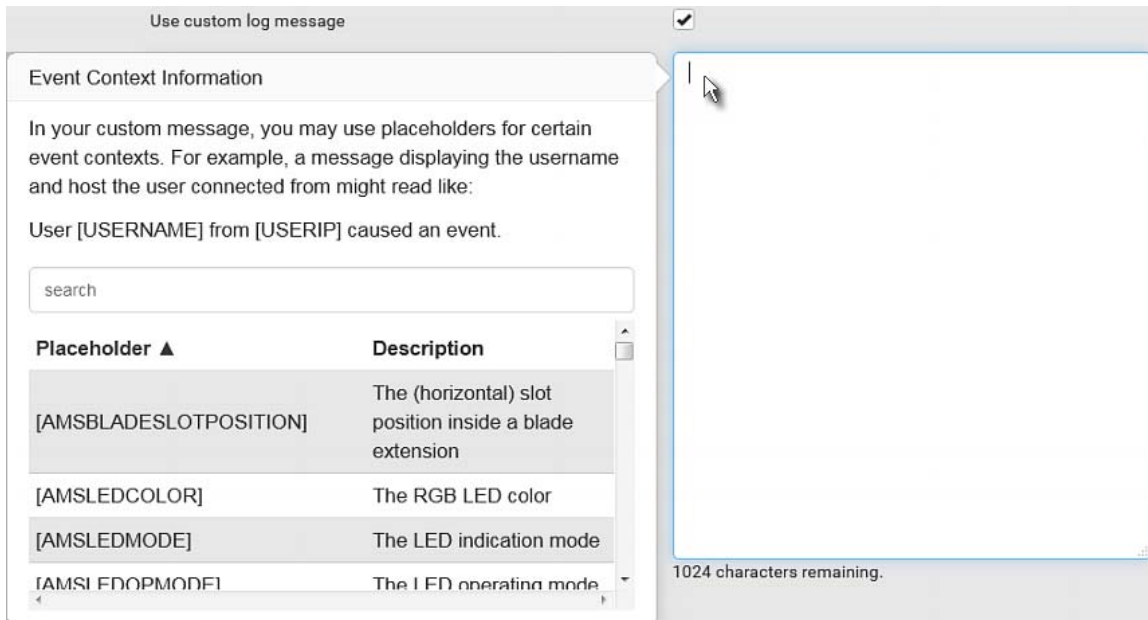 Use custom log message
Event Context Information
In your custom message, you may use placeholders for certain
event contexts. For example, a message displaying the username
and host the user connected from might read like:
User [USERNAME] from [USERIP] caused an event.
search
Placeholder ▲ Description
[AMSBLADESLOTPOSITION] The (horizontal) slot
position inside a blade
extension
[AMSLEDCOLOR] The RGB LED color
[AMSLEDMODE] The LED indication mode
[AMSLEDOPMODE] The LED operating mode
1024 characters remaining.